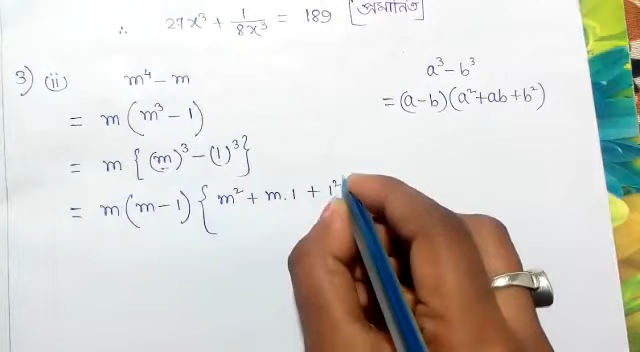 ∴ 27x³ + 1/8x³ = 189 [প্রমাণিত]
3) (ii) m⁴ - m
= m(m³ - 1)
= m{(m)³ - (1)³}
= m(m-1){m² + m.1 + 1²
a³ - b³
= (a-b)(a² + ab + b²)